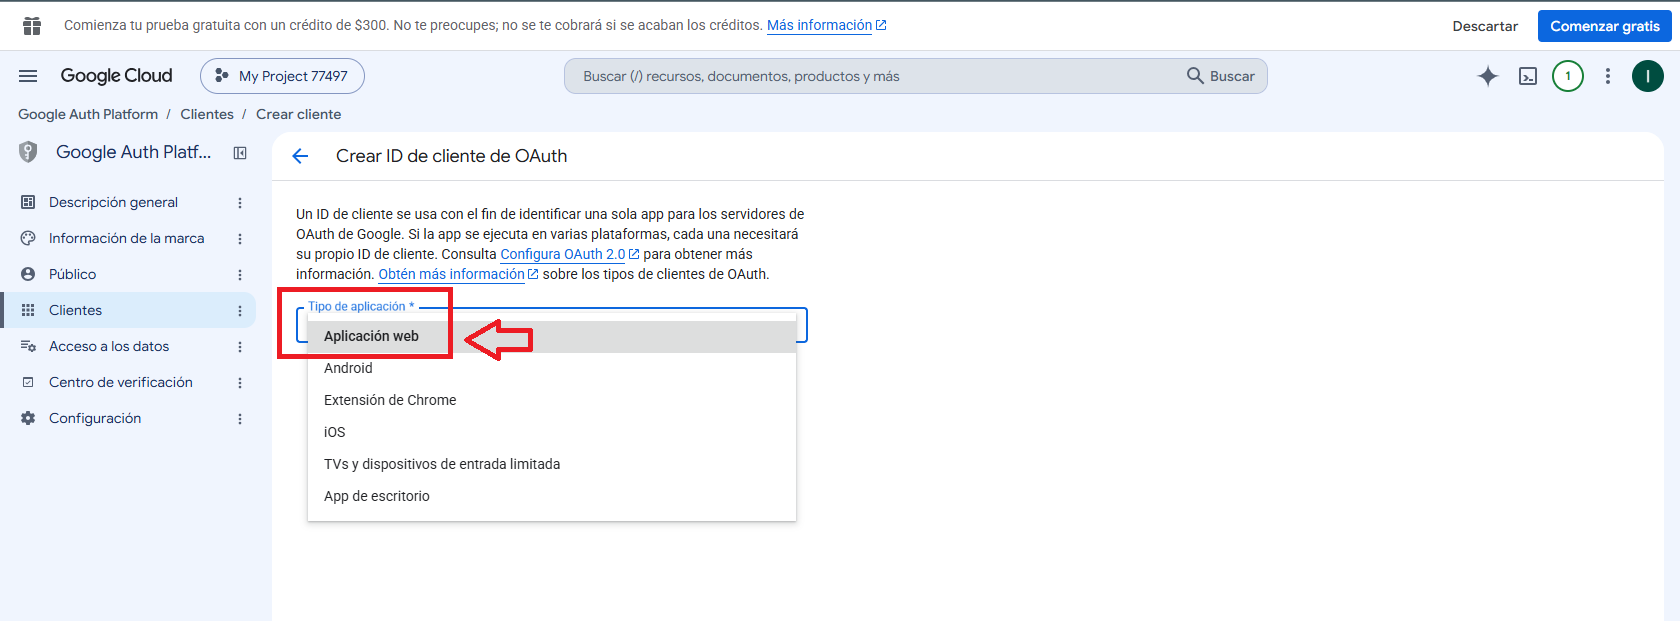 Comienza tu prueba gratuita con un crédito de $300. No te preocupes; no se te cobrará si se acaban los créditos. Más información
Descartar
Comenzar gratis
Google Cloud
My Project 77497
Buscar (/) recursos, documentos, productos y más
Buscar
1
I
Google Auth Platform / Clientes / Crear cliente
Google Auth Platf...
Crear ID de cliente de OAuth
Descripción general
Información de la marca
Público
Clientes
Acceso a los datos
Centro de verificación
Configuración
Un ID de cliente se usa con el fin de identificar una sola app para los servidores de
OAuth de Google. Si la app se ejecuta en varias plataformas, cada una necesitará
su propio ID de cliente. Consulta Configura OAuth 2.0 para obtener más
información. Obtén más información sobre los tipos de clientes de OAuth.
Tipo de aplicación *
Aplicación web
Android
Extensión de Chrome
iOS
TVs y dispositivos de entrada limitada
App de escritorio